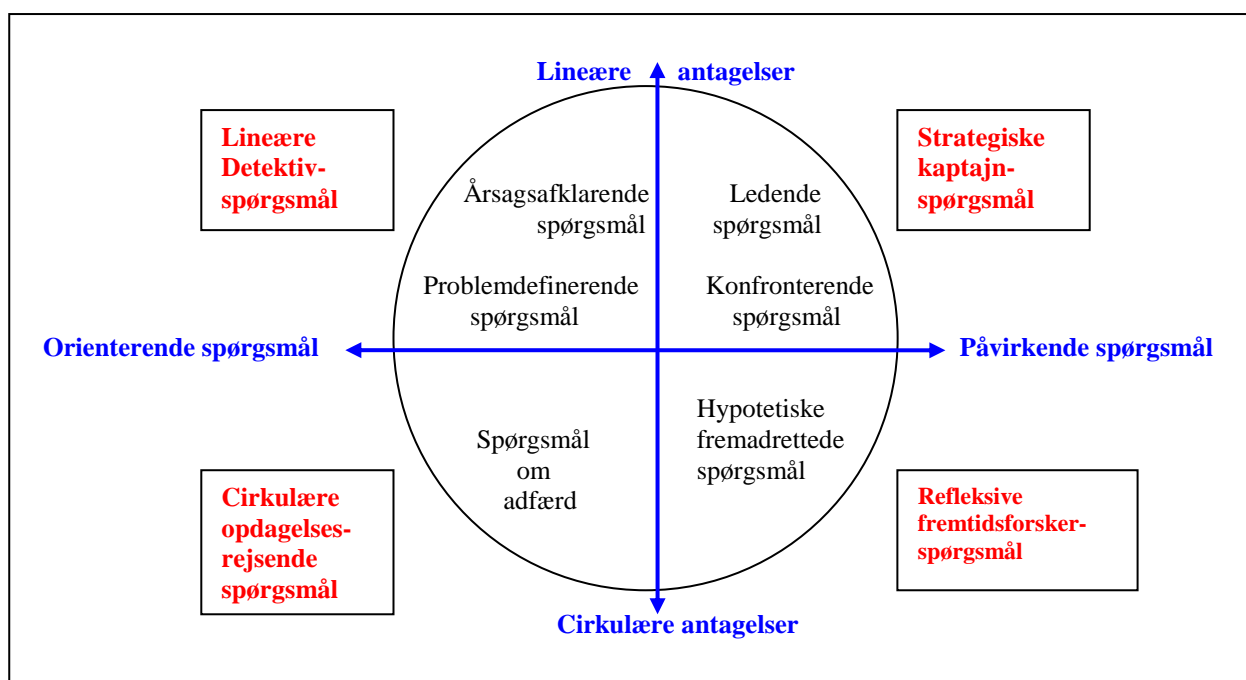 Lineære antagelser
Lineære
Detektiv-
spørgsmål
Strategiske
kaptajn-
spørgsmål
Årsagsafklarende
spørgsmål
Ledende
spørgsmål
Problemdefinerende
spørgsmål
Konfronterende
spørgsmål
Orienterende spørgsmål
Påvirkende spørgsmål
Spørgsmål
om
adfærd
Hypotetiske
fremadrettede
spørgsmål
Cirkulære
opdagelses-
rejsende
spørgsmål
Refleksive
fremtidsforsker-
spørgsmål
Cirkulære antagelser